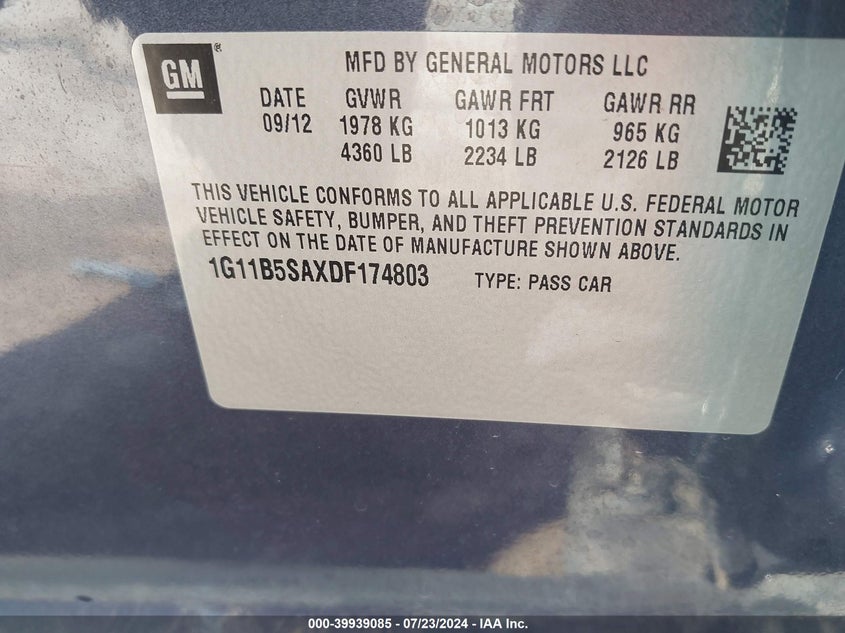 GM®
MFD BY GENERAL MOTORS LLC
DATE GVWR GAWR FRT GAWR RR
09/12 1978 KG 1013 KG 965 KG
4360 LB 2234 LB 2126 LB
THIS VEHICLE CONFORMS TO ALL APPLICABLE U.S. FEDERAL MOTOR
VEHICLE SAFETY, BUMPER, AND THEFT PREVENTION STANDARDS IN
EFFECT ON THE DATE OF MANUFACTURE SHOWN ABOVE.
1G11B5SAXDF174803 TYPE: PASS CAR
000-39939085 / 07/23/2024 - IAA Inc.